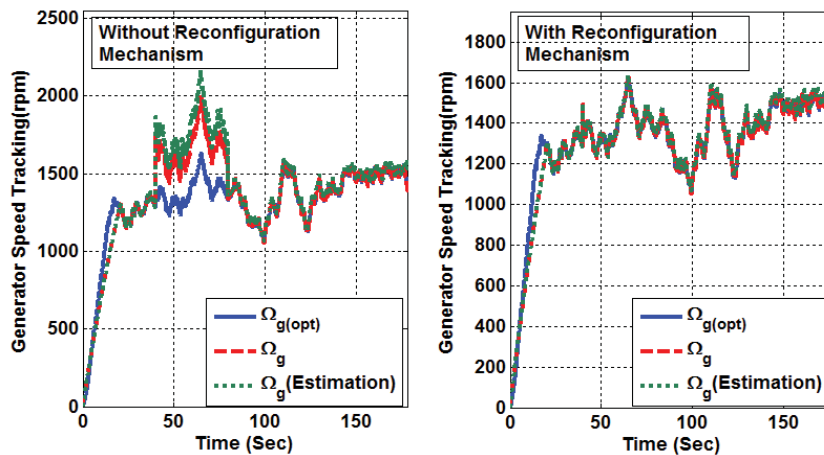 Without Reconfiguration
Mechanism
Generator Speed Tracking(rpm)
2500
2000
1500
1000
500
0
Ωg(opt)
Ωg
Ωg(Estimation)
0 50 100 150
Time (Sec)
With Reconfiguration
Mechanism
Generator Speed Tracking(rpm)
1800
1600
1400
1200
1000
800
600
400
200
0
Ωg(opt)
Ωg
Ωg(Estimation)
0 50 100 150
Time (Sec)